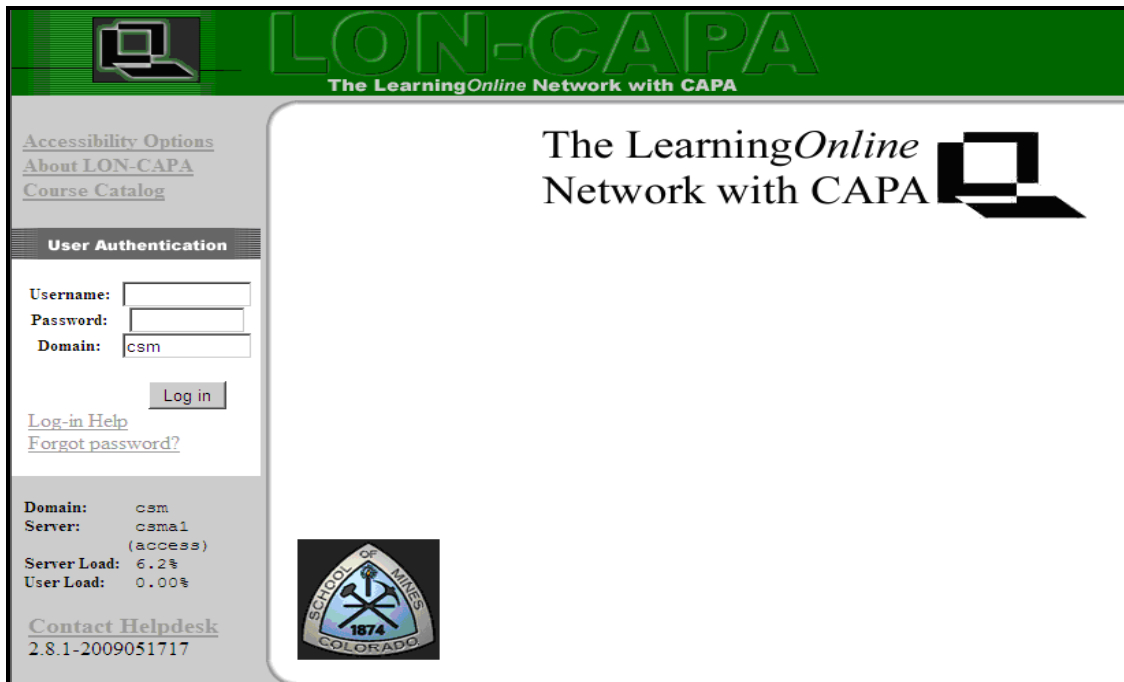 LON-CAPA
The LearningOnline Network with CAPA
Accessibility Options
About LON-CAPA
Course Catalog
User Authentication
Username:
Password:
Domain: csm
Log in
Log-in Help
Forgot password?
Domain: csm
Server: csma1
(access)
Server Load: 6.2%
User Load: 0.00%
Contact Helpdesk
2.8.1-2009051717
The LearningOnline
Network with CAPA
SCHOOL OF MINES
1874
COLORADO